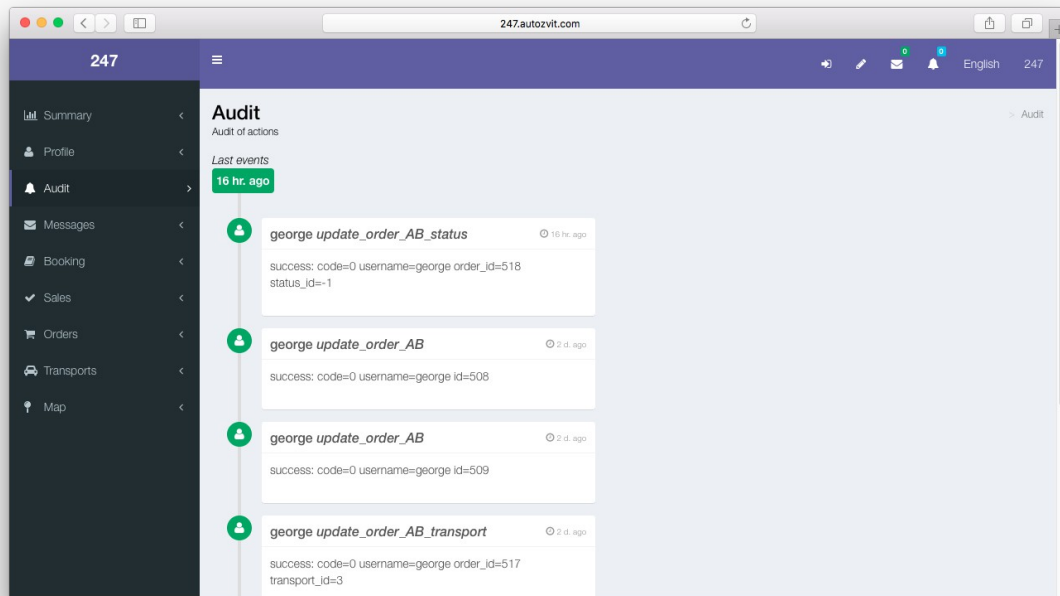 247.autozvit.com
247
0
0
English
247
Summary
Profile
Audit
Messages
Booking
Sales
Orders
Transports
Map
Audit
Audit of actions
> Audit
Last events
16 hr. ago
george update_order_AB_status
16 hr. ago
success: code=0 username=george order_id=518
status_id=-1
george update_order_AB
2 d. ago
success: code=0 username=george id=508
george update_order_AB
2 d. ago
success: code=0 username=george id=509
george update_order_AB_transport
2 d. ago
success: code=0 username=george order_id=517
transport_id=3